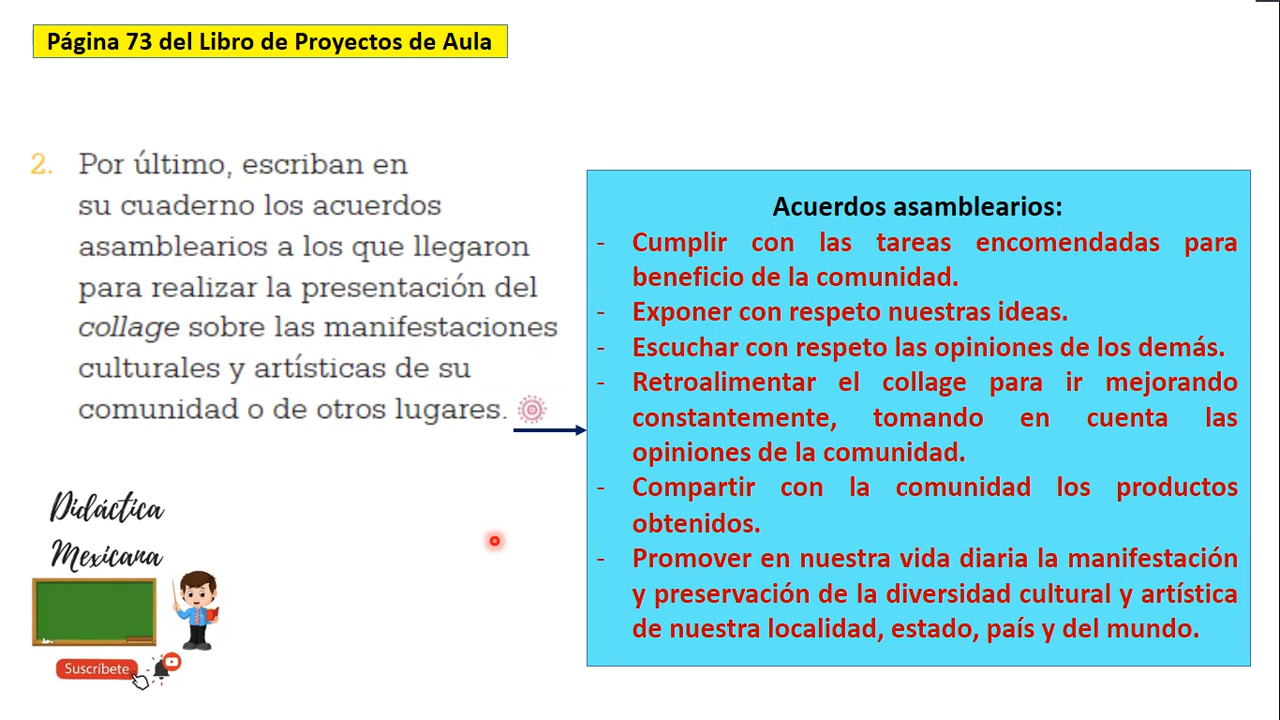 Página 73 del Libro de Proyectos de Aula
2. Por último, escriban en
su cuaderno los acuerdos
asamblearios a los que llegaron
para realizar la presentación del
collage sobre las manifestaciones
culturales y artísticas de su
comunidad o de otros lugares.
Acuerdos asamblearios:
- Cumplir con las tareas encomendadas para
beneficio de la comunidad.
- Exponer con respeto nuestras ideas.
- Escuchar con respeto las opiniones de los demás.
- Retroalimentar el collage para ir mejorando
constantemente, tomando en cuenta las
opiniones de la comunidad.
- Compartir con la comunidad los productos
obtenidos.
- Promover en nuestra vida diaria la manifestación
y preservación de la diversidad cultural y artística
de nuestra localidad, estado, país y del mundo.
Didáctica
Mexicana
Suscríbete